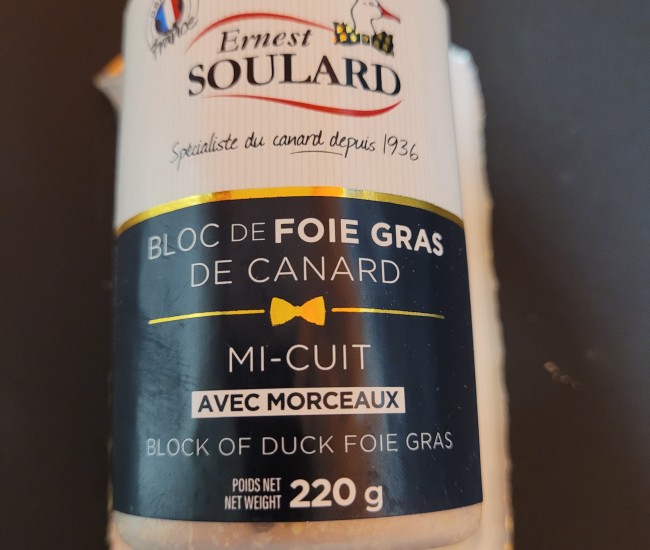 France
Ernest
SOULARD
Spécialiste du canard depuis 1936
BLOC DE FOIE GRAS
DE CANARD
MI-CUIT
AVEC MORCEAUX
BLOCK OF DUCK FOIE GRAS
POIDS NET
NET WEIGHT 220 g